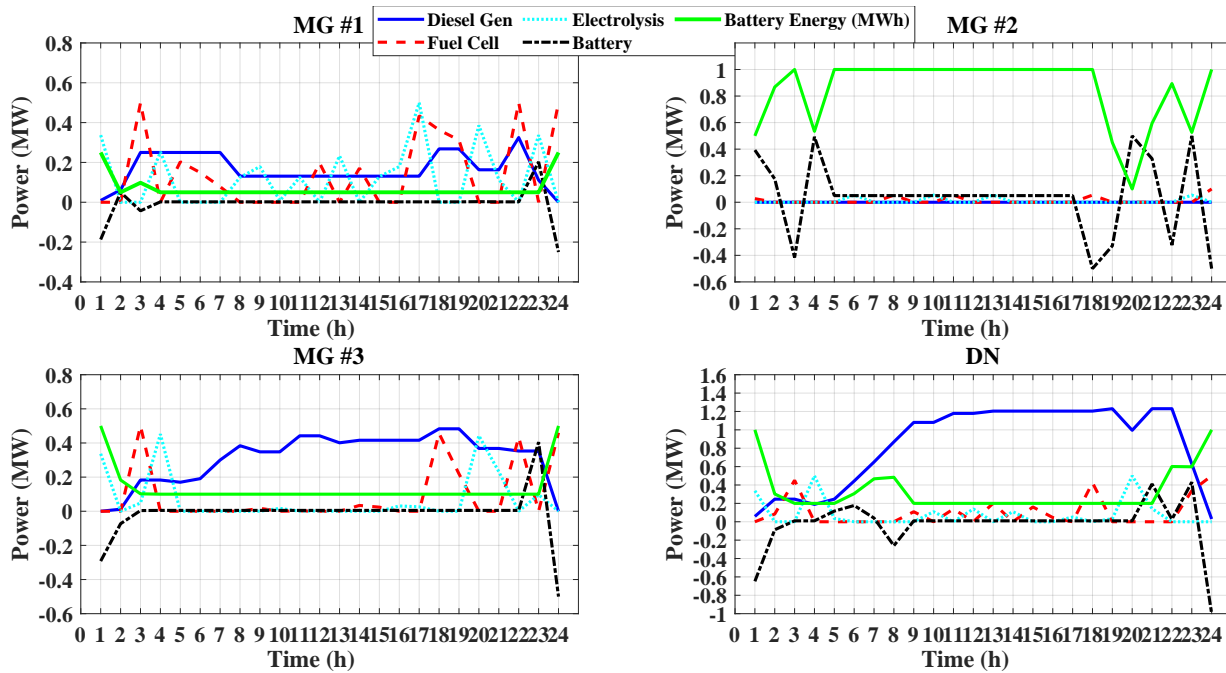 MG #1
MG #2
Diesel Gen Electrolysis Battery Energy (MWh)
Fuel Cell Battery
Power (MW)
0.8
0.6
0.4
0.2
0
-0.2
-0.4
0 1 2 3 4 5 6 7 8 9 10 11 12 13 14 15 16 17 18 19 20 21 22 23 24
Time (h)
Power (MW)
1
0.8
0.6
0.4
0.2
0
-0.2
-0.4
-0.6
0 1 2 3 4 5 6 7 8 9 10 11 12 13 14 15 16 17 18 19 20 21 22 23 24
Time (h)
MG #3
Power (MW)
0.8
0.6
0.4
0.2
0
-0.2
-0.4
-0.6
0 1 2 3 4 5 6 7 8 9 10 11 12 13 14 15 16 17 18 19 20 21 22 23 24
Time (h)
DN
Power (MW)
1.6
1.4
1.2
1
0.8
0.6
0.4
0.2
0
-0.2
-0.4
-0.6
-0.8
-1
0 1 2 3 4 5 6 7 8 9 10 11 12 13 14 15 16 17 18 19 20 21 22 23 24
Time (h)